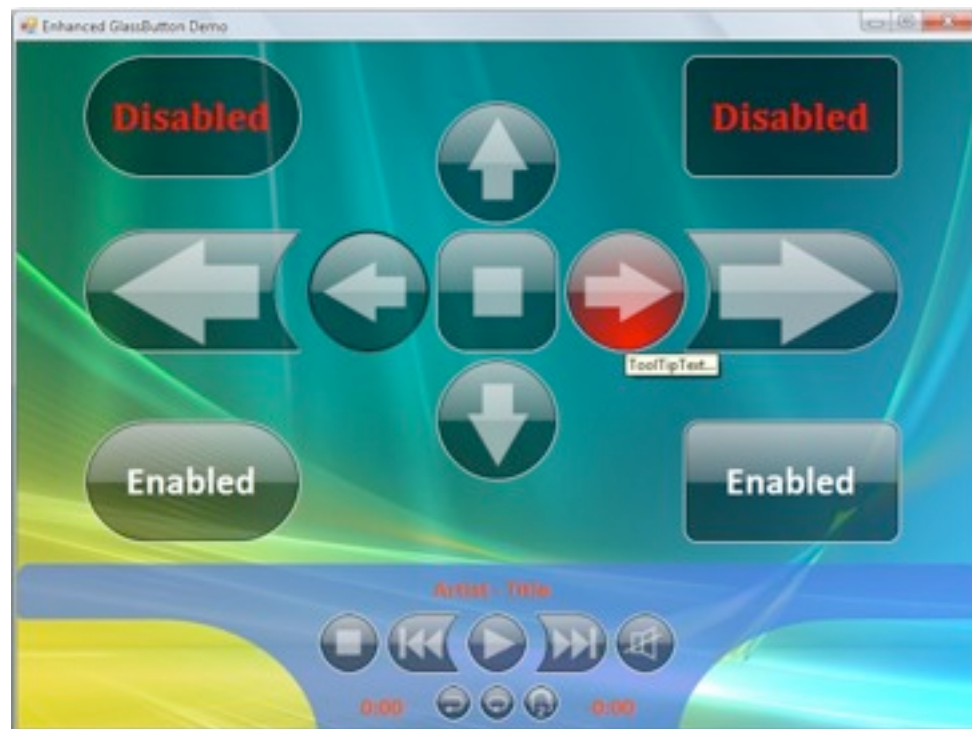 Enhanced GlassButton Demo
Disabled
Disabled
ToolTipText...
Enabled
Enabled
Artist - Title
0:00
-0:00